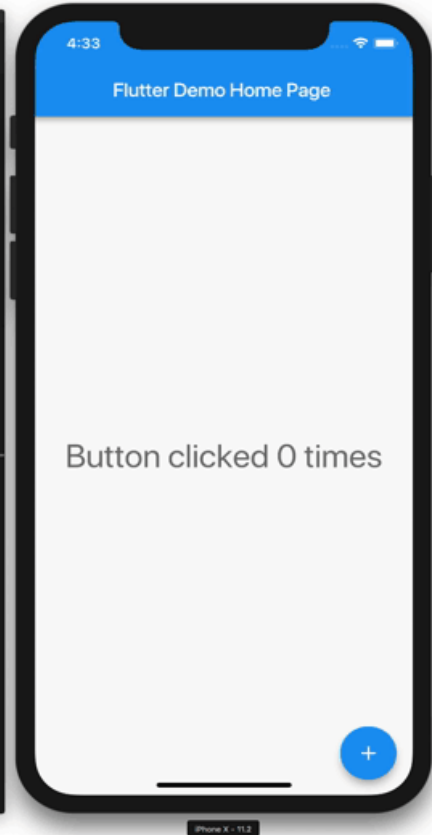 4:33
Flutter Demo Home Page
Button clicked 0 times
+
iPhone X - 11.2